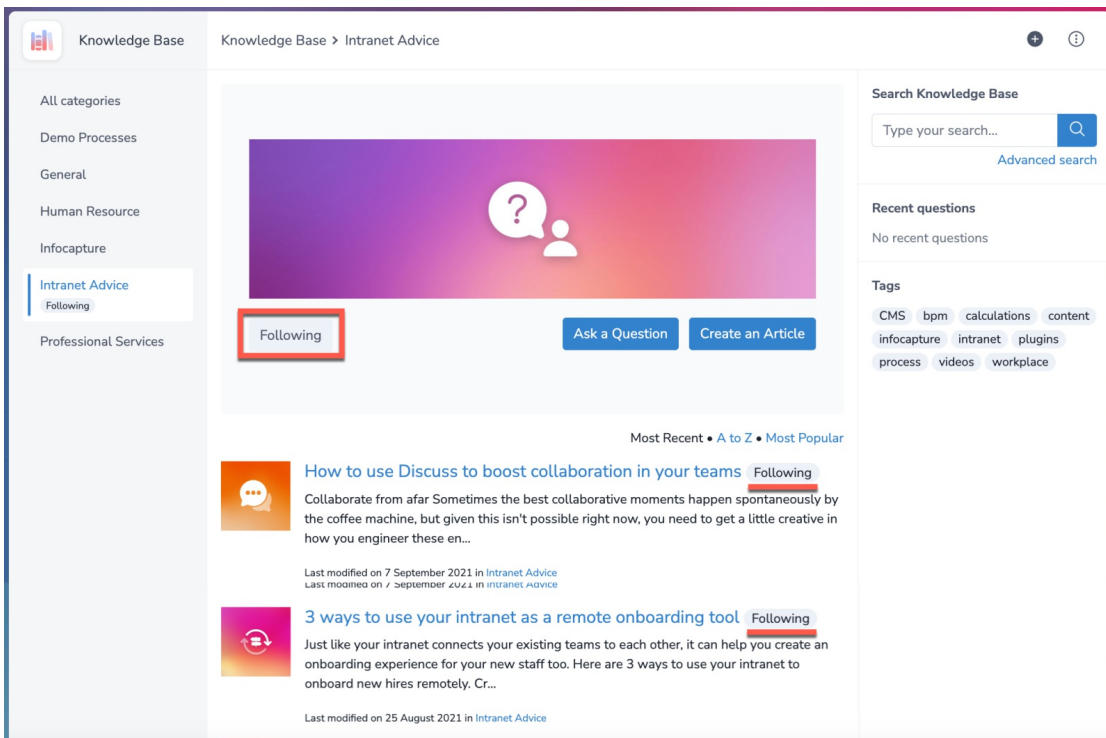 Knowledge Base
Knowledge Base > Intranet Advice
All categories
Demo Processes
General
Human Resource
Infocapture
Intranet Advice
Following
Professional Services
?
Following
Ask a Question
Create an Article
Most Recent • A to Z • Most Popular
How to use Discuss to boost collaboration in your teams Following
Collaborate from afar Sometimes the best collaborative moments happen spontaneously by
the coffee machine, but given this isn't possible right now, you need to get a little creative in
how you engineer these en...
Last modified on 7 September 2021 in Intranet Advice
Last modified on 7 September 2021 in Intranet Advice
3 ways to use your intranet as a remote onboarding tool Following
Just like your intranet connects your existing teams to each other, it can help you create an
onboarding experience for your new staff too. Here are 3 ways to use your intranet to
onboard new hires remotely. Cr...
Last modified on 25 August 2021 in Intranet Advice
Search Knowledge Base
Type your search...
Advanced search
Recent questions
No recent questions
Tags
CMS bpm calculations content
infocapture intranet plugins
process videos workplace